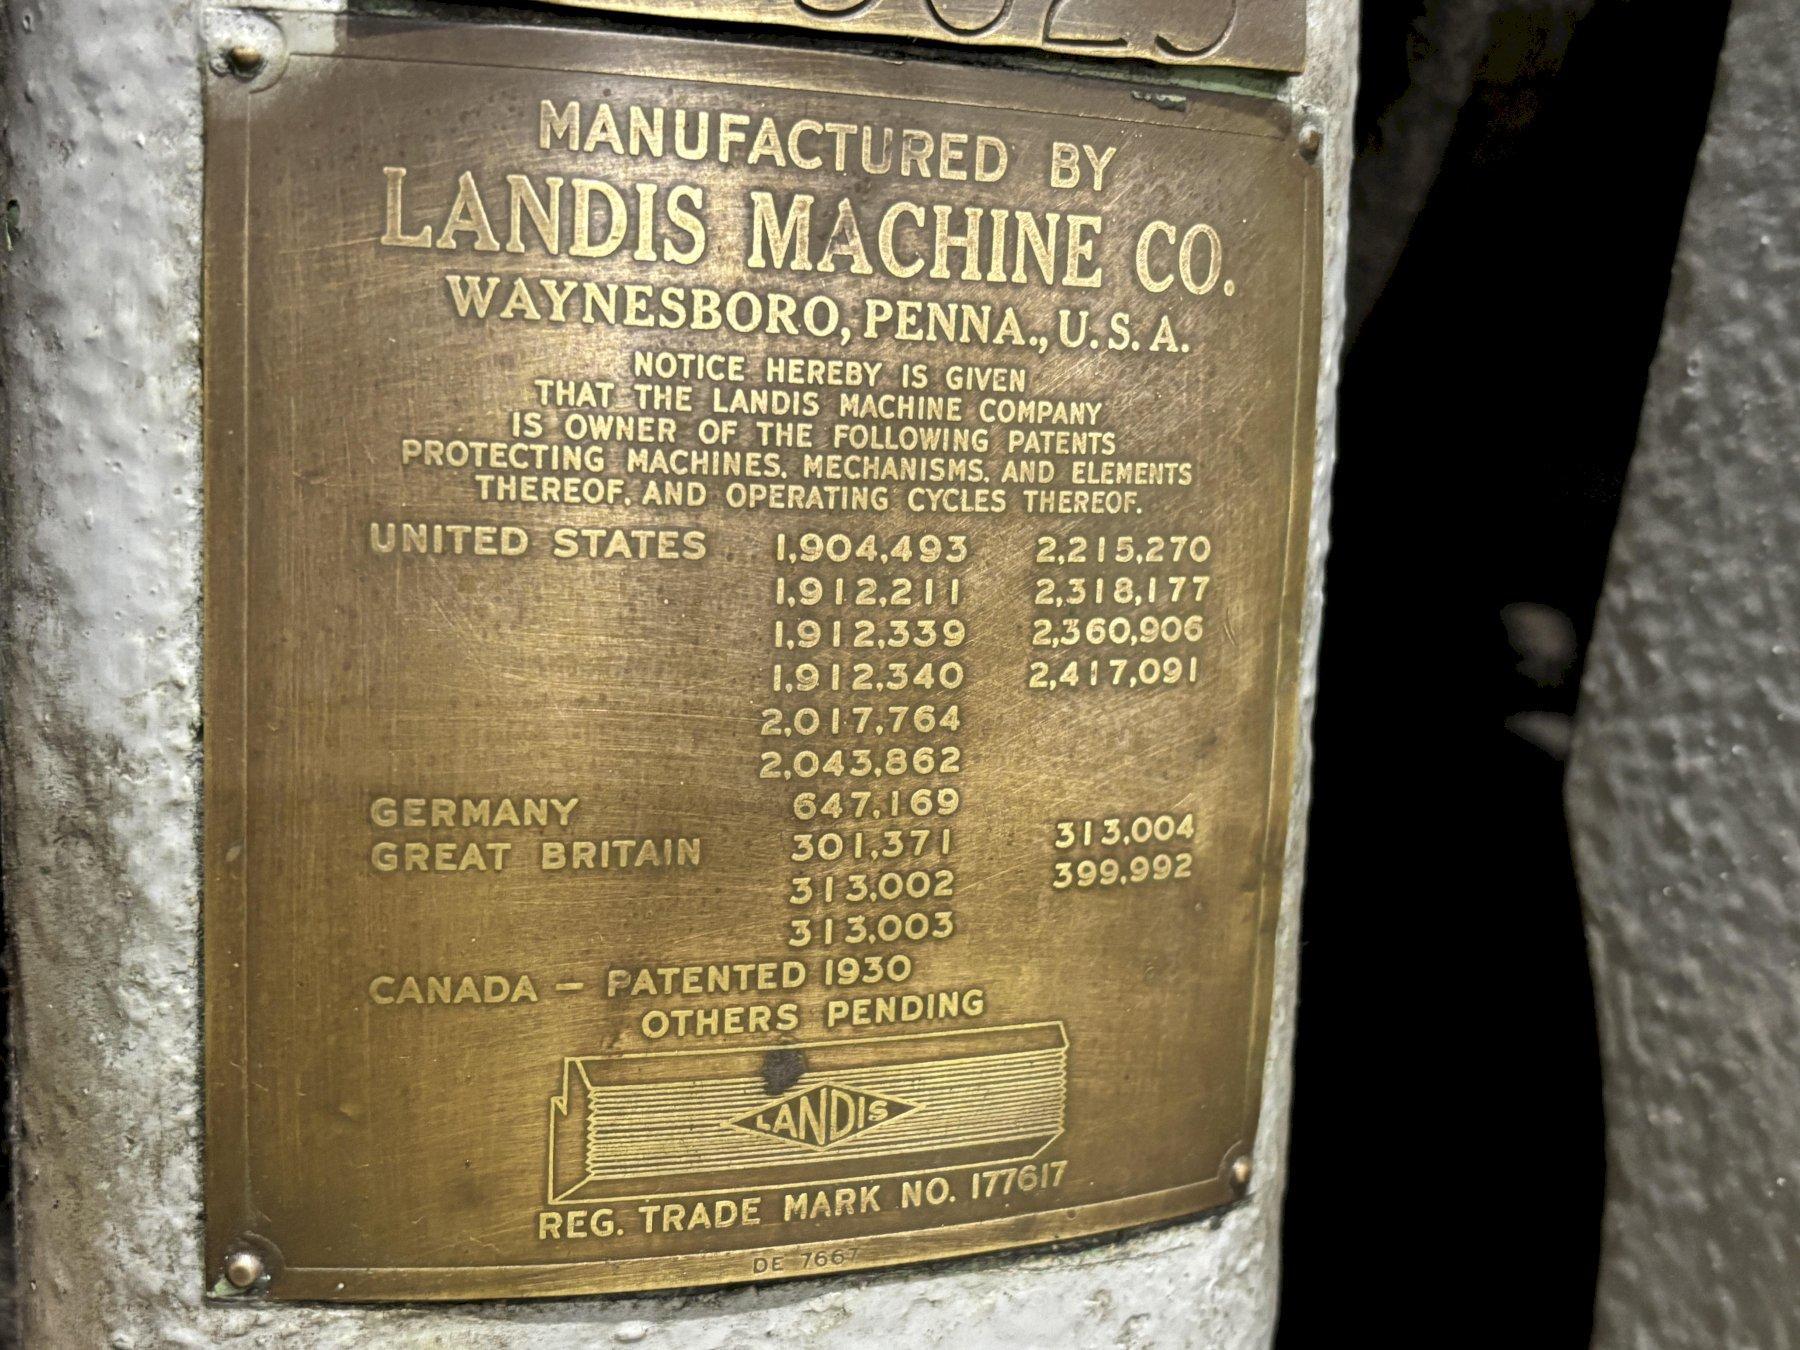 MANUFACTURED BY
LANDIS MACHINE CO.
WAYNESBORO, PENNA., U.S.A.
NOTICE HEREBY IS GIVEN
THAT THE LANDIS MACHINE COMPANY
IS OWNER OF THE FOLLOWING PATENTS
PROTECTING MACHINES, MECHANISMS, AND ELEMENTS
THEREOF, AND OPERATING CYCLES THEREOF.
UNITED STATES 1,904,493 2,215,270
1,912,211 2,318,177
1,912,339 2,360,906
1,912,340 2,417,091
2,017,764
2,043,862
GERMANY 647,169
GREAT BRITAIN 301,371 313,004
313,002 399,992
313,003
CANADA — PATENTED 1930
OTHERS PENDING
LANDIS
REG. TRADE MARK NO. 177617
DE 7667